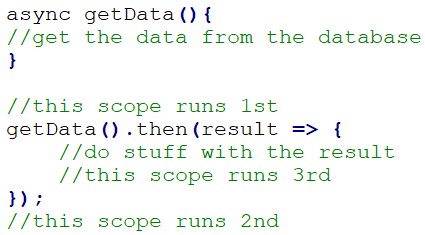 async getData(){
//get the data from the database
}
//this scope runs 1st
getData().then(result => {
//do stuff with the result
//this scope runs 3rd
});
//this scope runs 2nd